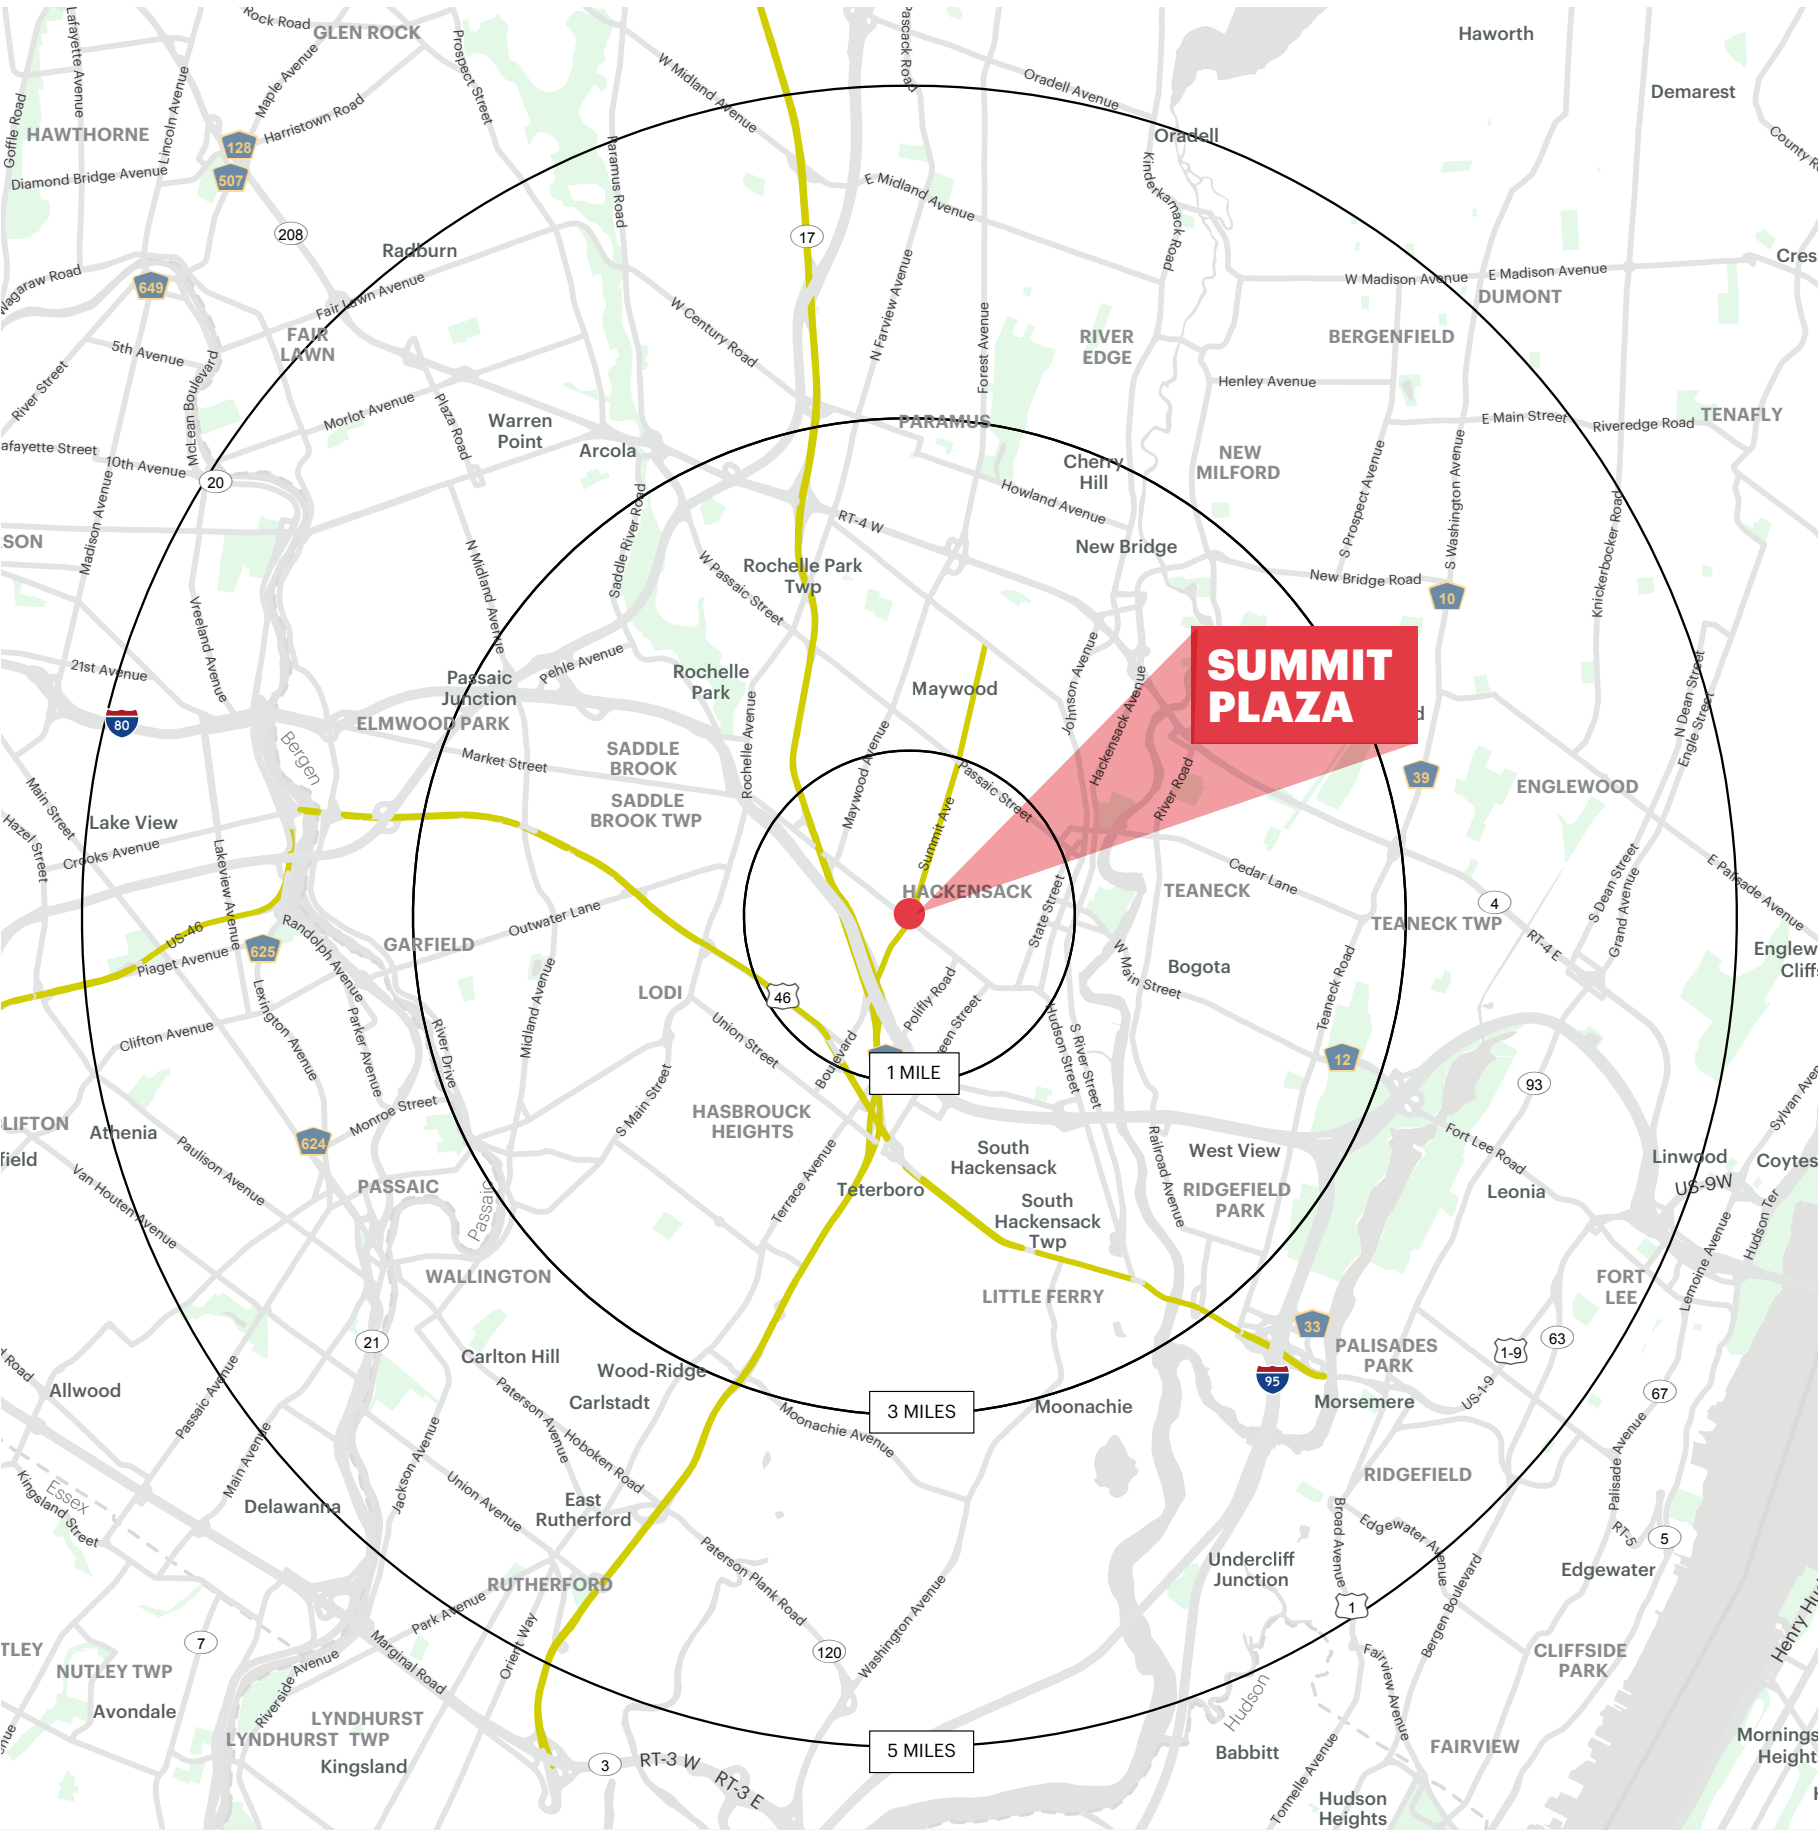 Rock Road
GLEN ROCK
Lafayette Avenue
Prospect Street
Pascack Road
Haworth
Maple Avenue
W Midland Avenue
Oradell Avenue
Demarest
Goffle Road
HAWTHORNE
Lincoln Avenue
Harristown Road
128
507
Oradell
Diamond Bridge Avenue
Paramus Road
E Midland Avenue
Kinderkamack Road
208
17
Radburn
Wagaraw Road
649
Fair Lawn Avenue
W Madison Avenue
E Madison Avenue
DUMONT
N Farview Avenue
Forest Avenue
W Century Road
FAIR
LAWN
5th Avenue
RIVER
EDGE
BERGENFIELD
River Street
McLean Boulevard
Henley Avenue
Morlot Avenue
Plaza Road
Warren
Point
PARAMUS
E Main Street
Riveredge Road
TENAFLY
Arcola
10th Avenue
20
Cherry
Hill
NEW
MILFORD
Madison Avenue
Saddle River Road
Howland Avenue
RT-4 W
S Prospect Avenue
S Washington Avenue
Knickerbocker Road
N Midland Avenue
New Bridge
Rochelle Park
Twp
W Passaic Street
New Bridge Road
10
Vreeland Avenue
21st Avenue
Pehle Avenue
Passaic
Junction
Rochelle
Park
Maywood
Johnson Avenue
Hackensack Avenue
SUMMIT
PLAZA
N Dean Street
Engle Street
80
ELMWOOD PARK
Bergen
Market Street
SADDLE
BROOK
Rochelle Avenue
Maywood Avenue
Passaic Street
River Road
39
ENGLEWOOD
Main Street
Hazel Street
Lake View
SADDLE
BROOK TWP
Summit Ave
Crooks Avenue
Lakeview Avenue
Cedar Lane
E Palisade Avenue
HACKENSACK
TEANECK
4
TEANECK TWP
S Dean Street
Grand Avenue
US-46
Outwater Lane
State Street
RT-4 E
Piaget Avenue
625
Randolph Avenue
GARFIELD
W Main Street
Bogota
Lexington Avenue
LODI
46
Polifly Road
Teaneck Road
Midland Avenue
Clifton Avenue
Parker Avenue
River Drive
Union Street
Boulevard
Hudson Street
S River Street
12
1 MILE
93
Monroe Street
S Main Street
HASBROUCK
HEIGHTS
Athenia
624
Paulison Avenue
Sylvan Ave
Fort Lee Road
Railroad Avenue
South
Hackensack
West View
Linwood
Coytes
Van Houten Avenue
PASSAIC
Passaic
Terrace Avenue
Teterboro
RIDGEFIELD
PARK
Leonia
US-9W
South
Hackensack
Twp
Hudson Ter
Lemoine Avenue
WALLINGTON
LITTLE FERRY
FORT
LEE
33
21
PALISADES
PARK
1-9
63
Carlton Hill
Wood-Ridge
95
Allwood
Passaic Avenue
Carlstadt
Paterson Avenue
3 MILES
Moonachie
Morsemere
US-1-9
67
Moonachie Avenue
Main Avenue
Jackson Avenue
Hoboken Road
Palisade Avenue
Essex
Kingsland Street
Union Avenue
RIDGEFIELD
Delawanna
East
Rutherford
Broad Avenue
Edgewater Avenue
RT-5
5
Paterson Plank Road
Undercliff
Junction
Edgewater
RUTHERFORD
Washington Avenue
Bergen Boulevard
1
Park Avenue
Orient Way
7
Marginal Road
120
NUTLEY TWP
Riverside Avenue
Fairview Avenue
CLIFFSIDE
PARK
Avondale
LYNDHURST
LYNDHURST TWP
Hudson
Kingsland
3
RT-3 W
RT-3 E
5 MILES
Babbitt
Tonnelle Avenue
FAIRVIEW
Hudson
Heights